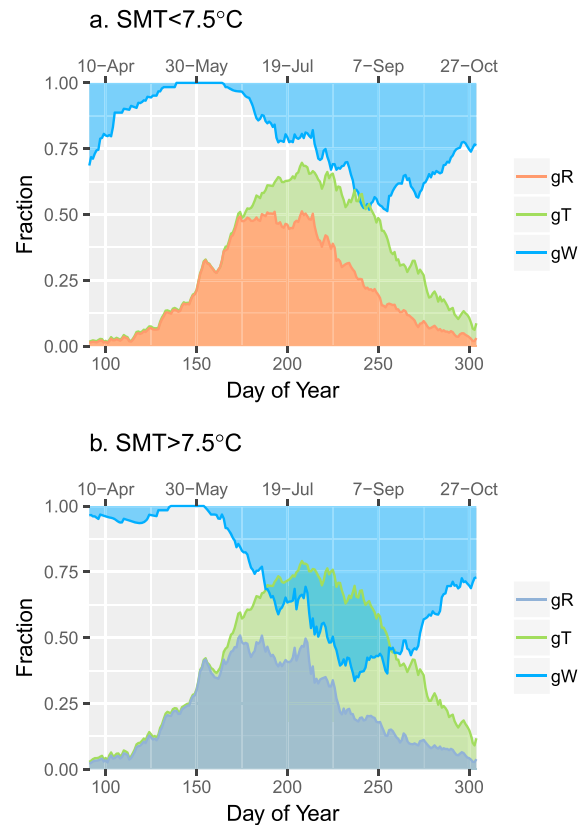 a. SMT<7.5°C
10−Apr 30−May 19−Jul 7−Sep 27−Oct
1.00
0.75
0.50
0.25
0.00
Fraction
100 150 200 250 300
Day of Year
gR
gT
gW
b. SMT>7.5°C
10−Apr 30−May 19−Jul 7−Sep 27−Oct
1.00
0.75
0.50
0.25
0.00
Fraction
100 150 200 250 300
Day of Year
gR
gT
gW